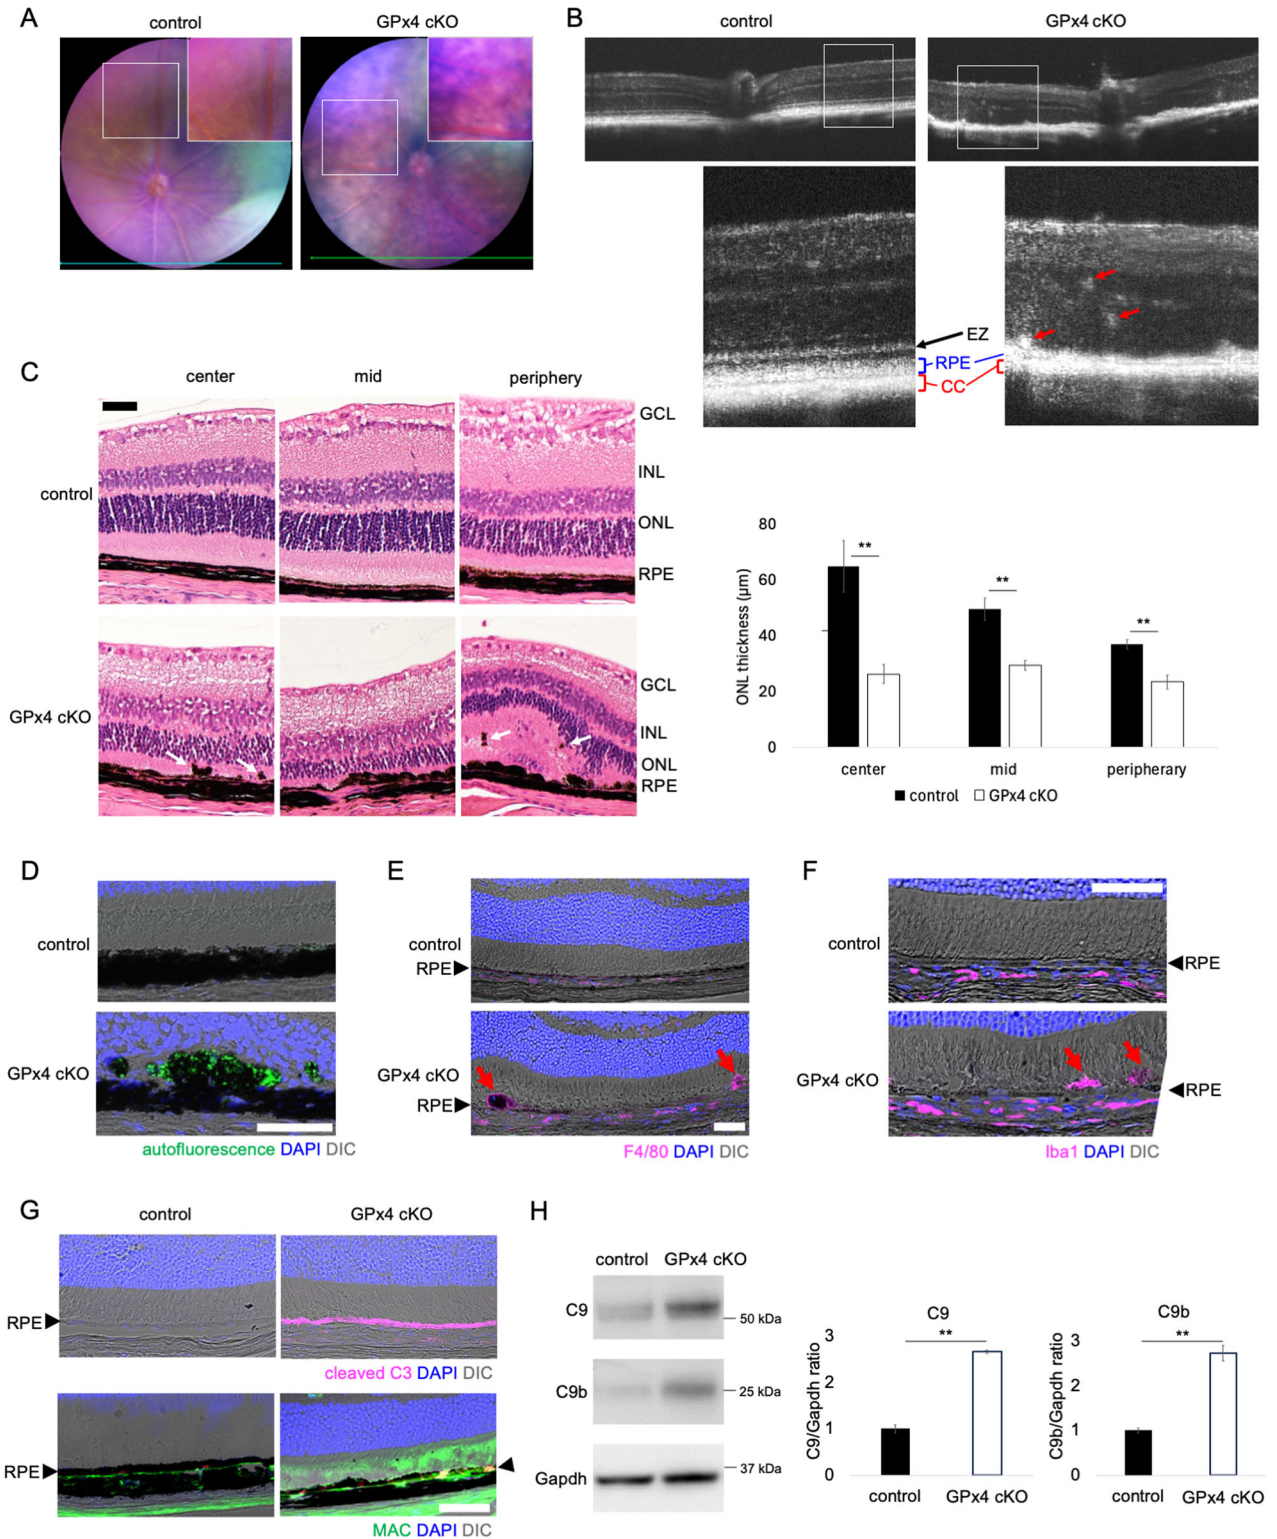 A
control
GPx4 cKO
B
control
GPx4 cKO
EZ
RPE
CC
C
center
mid
periphery
control
GCL
INL
ONL
RPE
GPx4 cKO
GCL
INL
ONL
RPE
80
60
40
20
0
ONL thickness (µm)
**
**
**
center
mid
peripherary
control
GPx4 cKO
D
control
GPx4 cKO
autofluorescence DAPI DIC
E
control
RPE
GPx4 cKO
RPE
F4/80 DAPI DIC
F
control
RPE
GPx4 cKO
RPE
Iba1 DAPI DIC
G
control
GPx4 cKO
RPE
cleaved C3 DAPI DIC
RPE
MAC DAPI DIC
H
control
GPx4 cKO
C9
50 kDa
C9b
25 kDa
Gapdh
37 kDa
C9
**
C9/Gapdh ratio
3
2
1
0
control
GPx4 cKO
C9b
**
C9b/Gapdh ratio
3
2
1
0
control
GPx4 cKO